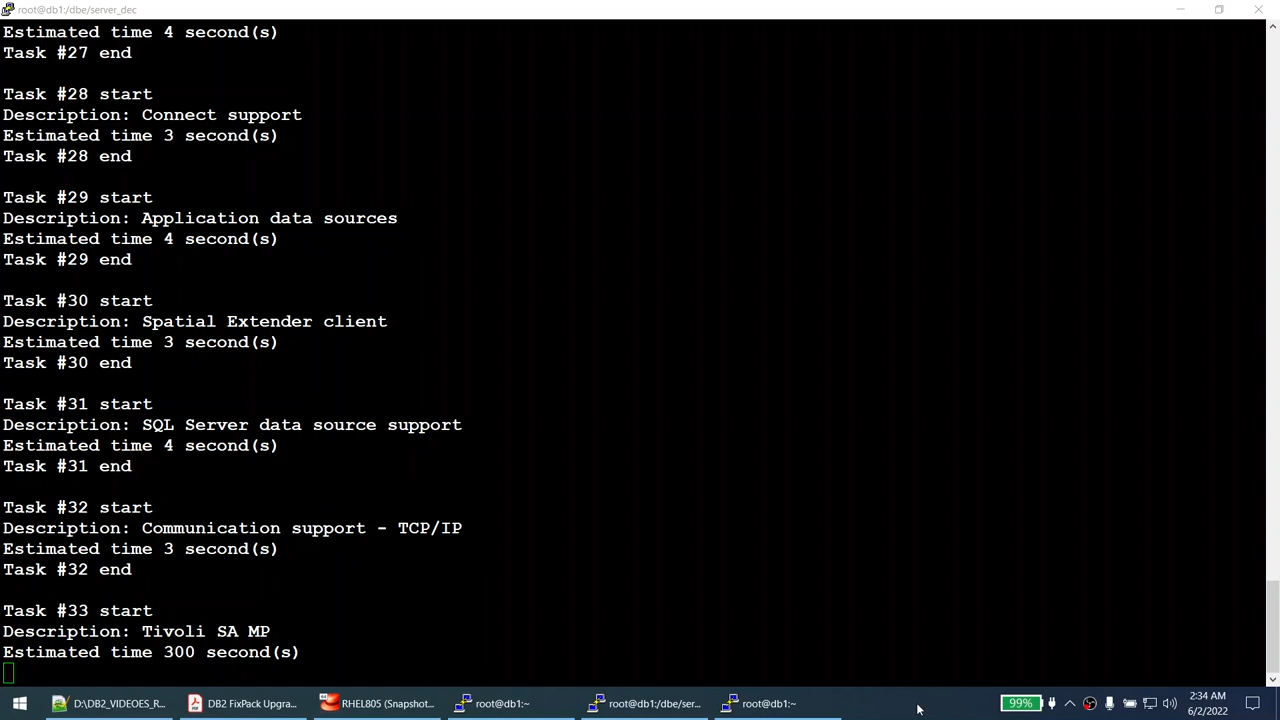 root@db1:/dbe/server_dec
Estimated time 4 second(s)
Task #27 end
Task #28 start
Description: Connect support
Estimated time 3 second(s)
Task #28 end
Task #29 start
Description: Application data sources
Estimated time 4 second(s)
Task #29 end
Task #30 start
Description: Spatial Extender client
Estimated time 3 second(s)
Task #30 end
Task #31 start
Description: SQL Server data source support
Estimated time 4 second(s)
Task #31 end
Task #32 start
Description: Communication support - TCP/IP
Estimated time 3 second(s)
Task #32 end
Task #33 start
Description: Tivoli SA MP
Estimated time 300 second(s)
D:\DB2_VIDEOES_R... DB2 FixPack Upgra... RHEL805 (Snapshot... root@db1:~ root@db1:/dbe/ser... root@db1:~ 99% 2:34 AM
6/2/2022